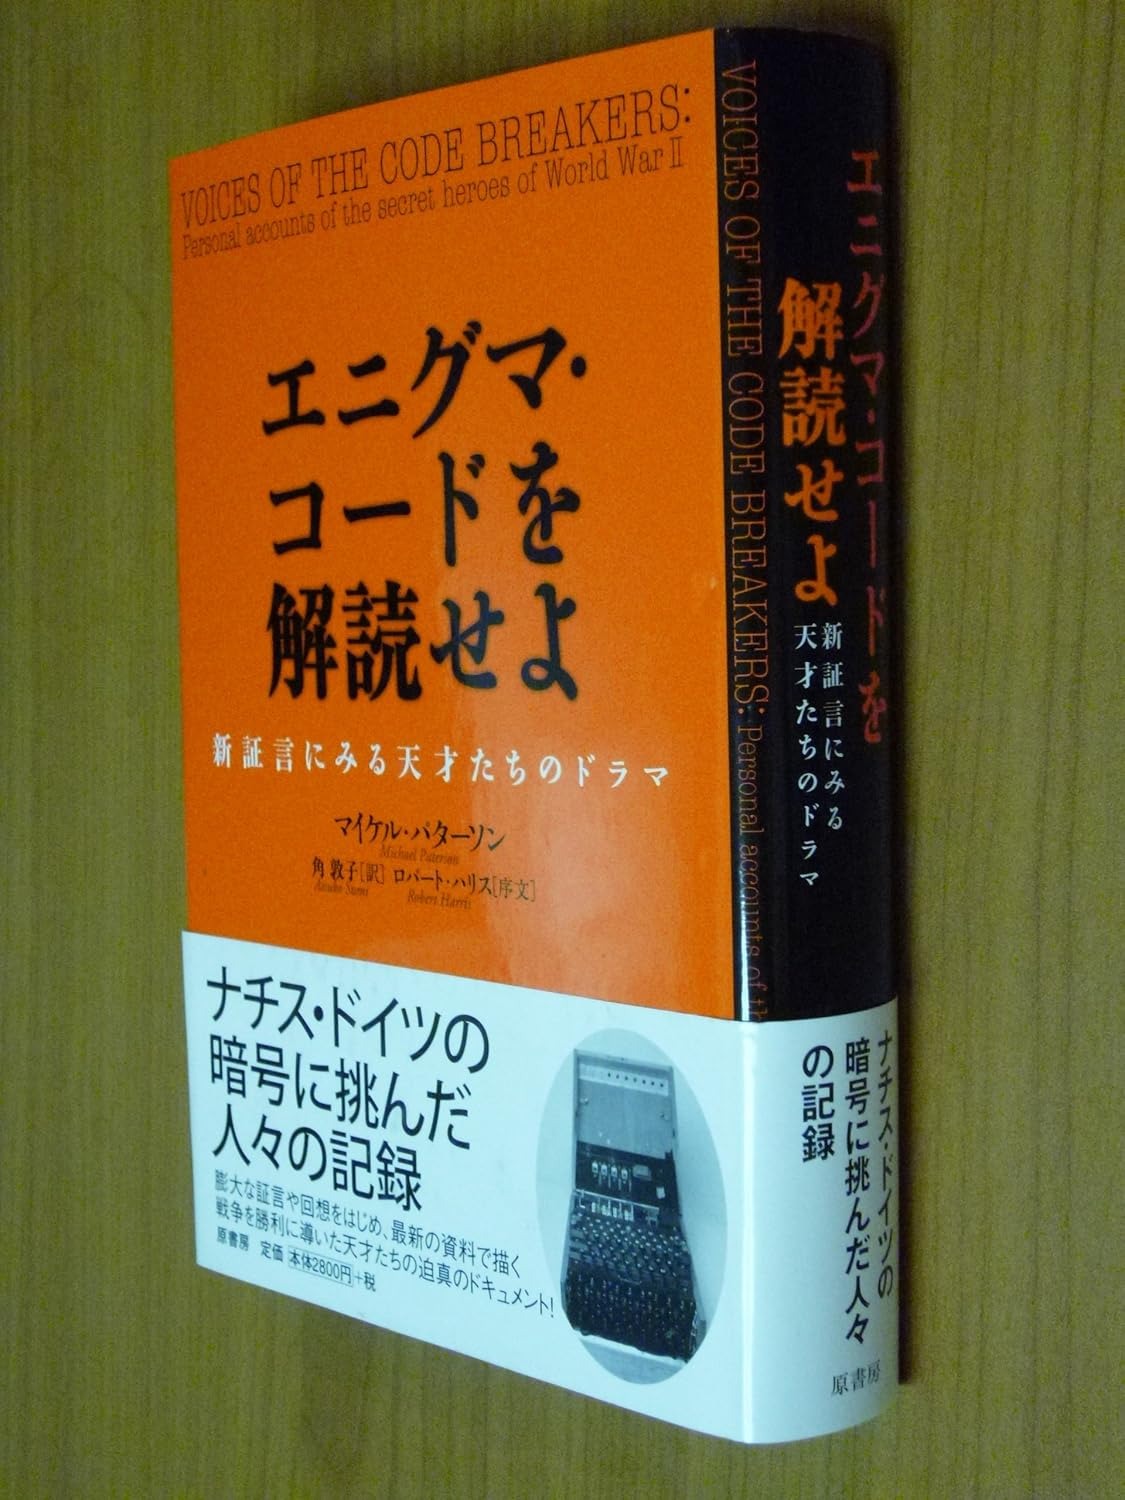 VOICES OF THE CODE BREAKERS:
Personal accounts of the secret heroes of World War II
エニグマ・
コードを
解読せよ
新証言にみる天才たちのドラマ
マイケル・パターソン
Michael Paterson
角 敦子[訳] ロバート・ハリス[序文]
Atsuko Sumi Robert Harris
ナチス・ドイツの
暗号に挑んだ
人々の記録
膨大な証言や回想をはじめ、最新の資料で描く
戦争を勝利に導いた天才たちの迫真のドキュメント!
原書房 定価 本体2800円+税
VOICES OF THE CODE BREAKERS: Personal accounts of th
エニグマ・コードを
解読せよ
新証言にみる
天才たちのドラマ
ナチス・ドイツの
暗号に挑んだ人々
の記録
原書房